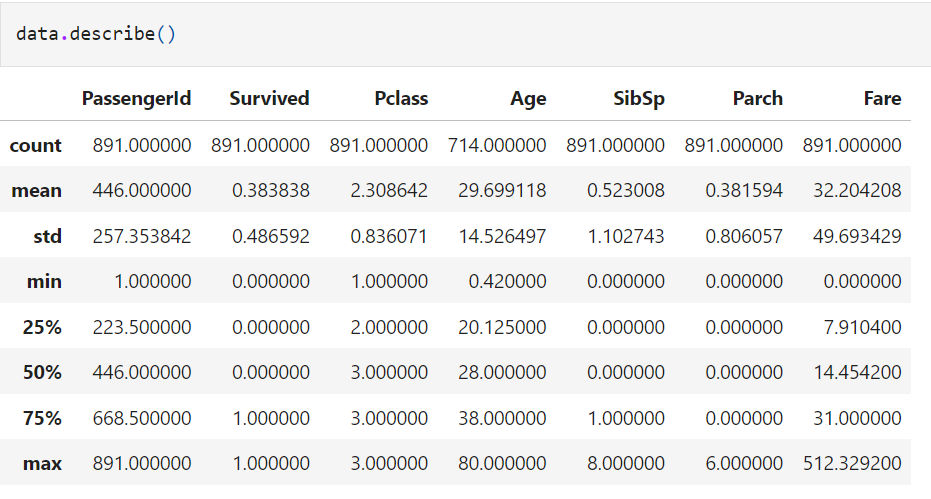 data.describe()
PassengerId Survived Pclass Age SibSp Parch Fare
count 891.000000 891.000000 891.000000 714.000000 891.000000 891.000000 891.000000
mean 446.000000 0.383838 2.308642 29.699118 0.523008 0.381594 32.204208
std 257.353842 0.486592 0.836071 14.526497 1.102743 0.806057 49.693429
min 1.000000 0.000000 1.000000 0.420000 0.000000 0.000000 0.000000
25% 223.500000 0.000000 2.000000 20.125000 0.000000 0.000000 7.910400
50% 446.000000 0.000000 3.000000 28.000000 0.000000 0.000000 14.454200
75% 668.500000 1.000000 3.000000 38.000000 1.000000 0.000000 31.000000
max 891.000000 1.000000 3.000000 80.000000 8.000000 6.000000 512.329200